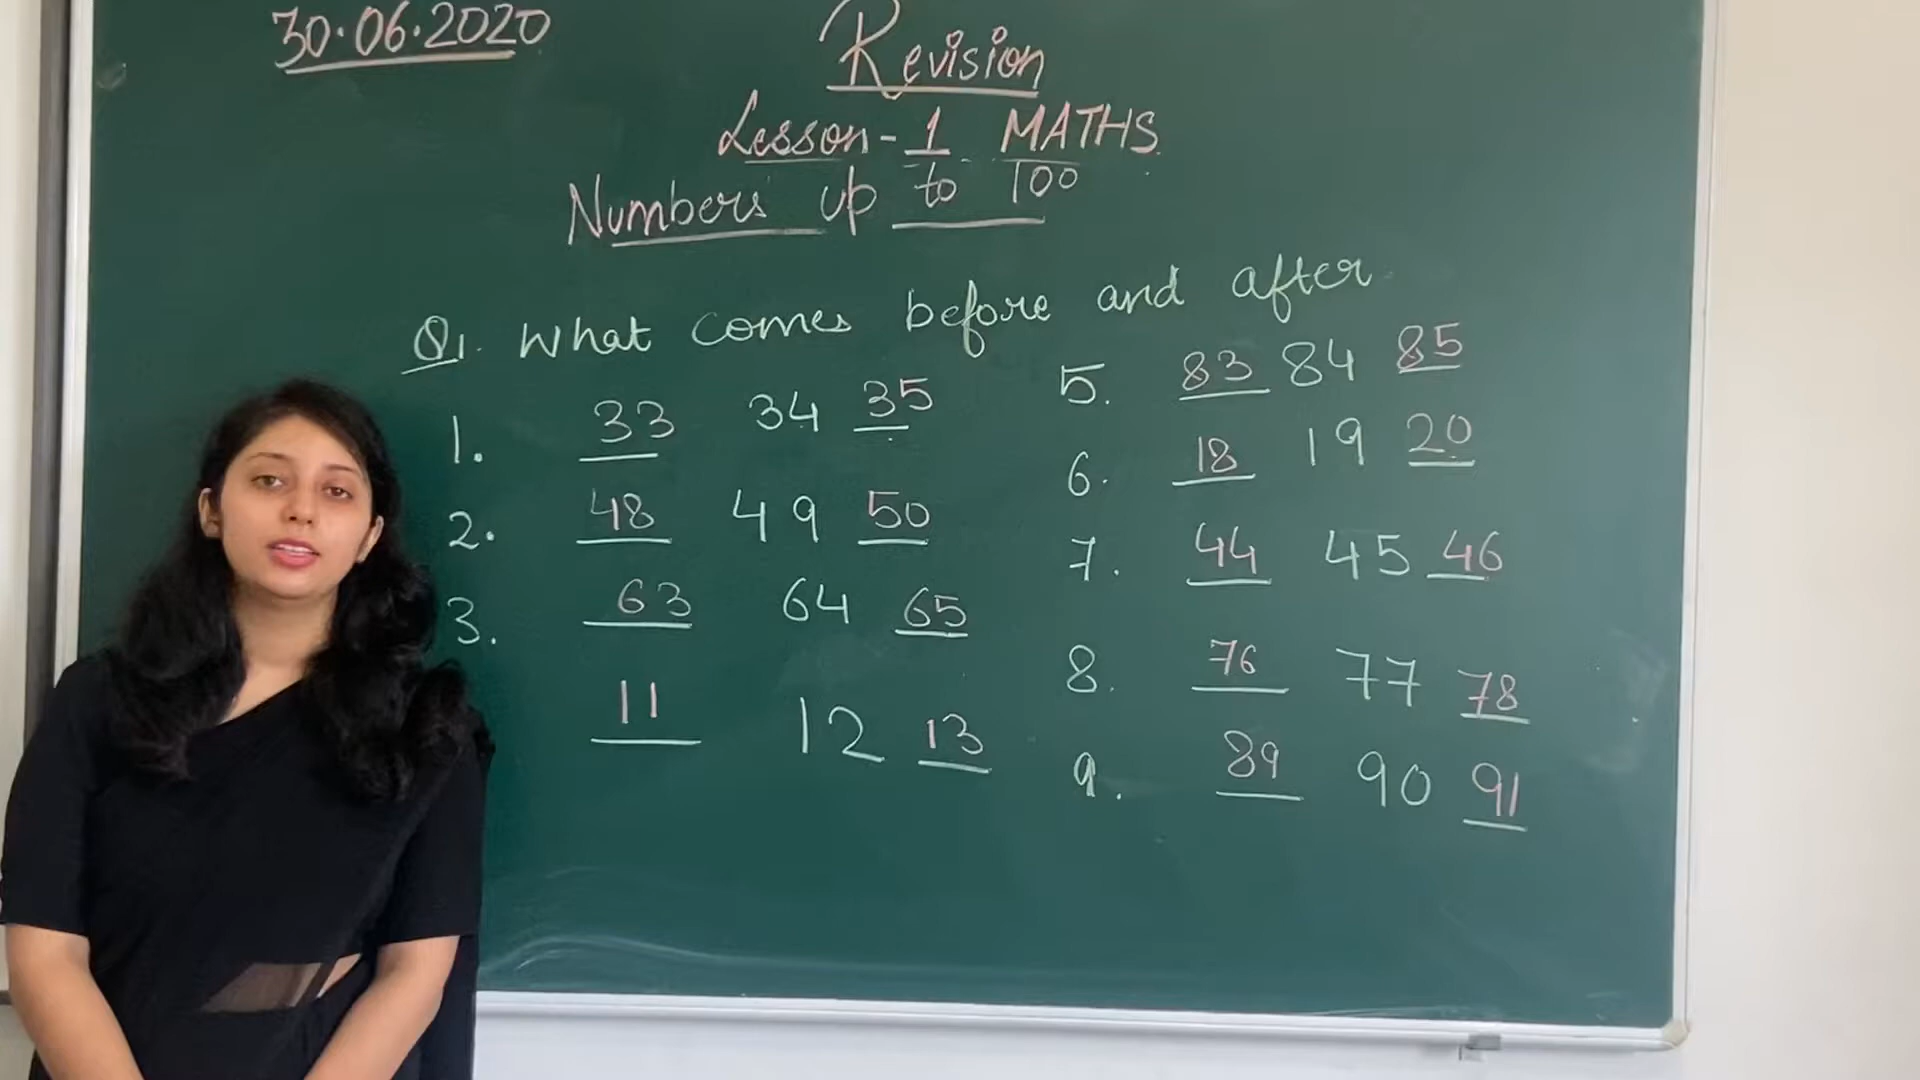 30.06.2020
Revision
Lesson-1 MATHS.
Numbers up to 100
Q1. What comes before and after
1. 33 34 35
2. 48 49 50
3. 63 64 65
11 12 13
5. 83 84 85
6. 18 19 20
7. 44 45 46
8. 76 77 78
9. 89 90 91